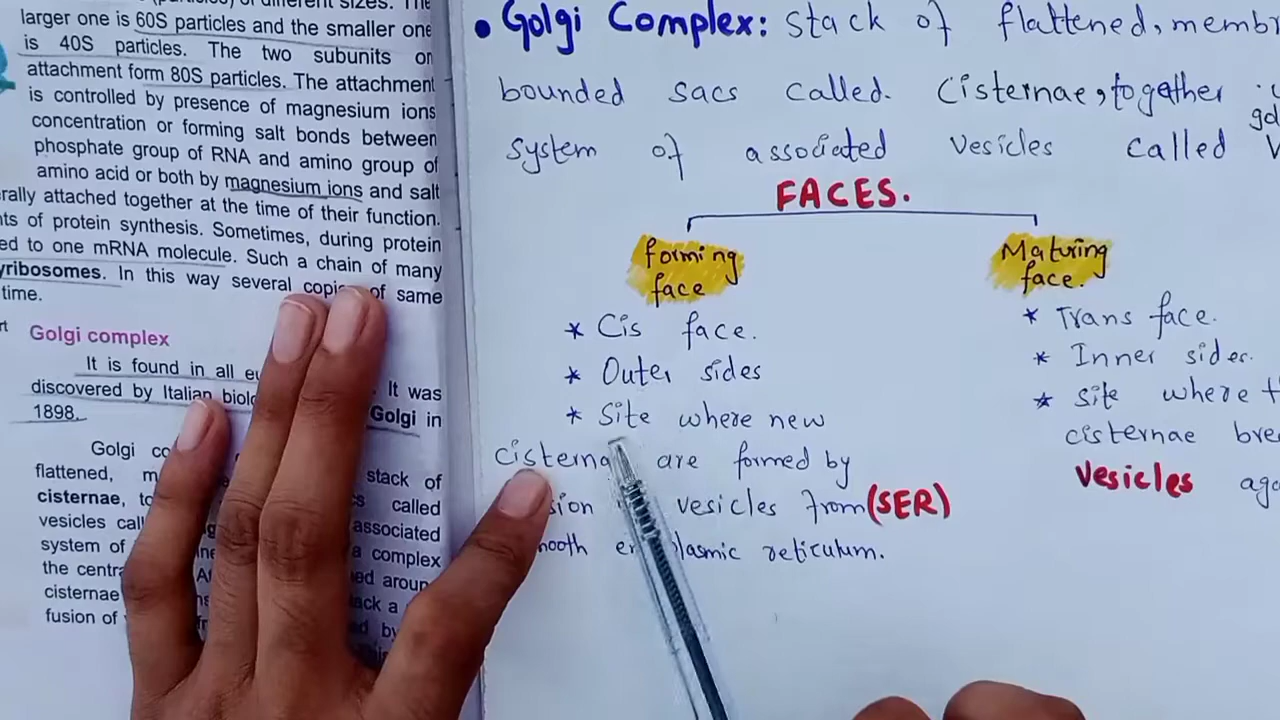 larger one is 60S particles and the smaller one
is 40S particles. The two subunits on
attachment form 80S particles. The attachment
is controlled by presence of magnesium ions
concentration or forming salt bonds between
phosphate group of RNA and amino group of
amino acid or both by magnesium ions and salt
attached together at the time of their function.
of protein synthesis. Sometimes, during protein
to one mRNA molecule. Such a chain of many
In this way several copies of same
time.
Golgi complex
It is found in all It was
discovered by Italian Golgi in
1898.
Golgi
flattened, stack of
cisternae, called
vesicles associated
system of a complex
the
cisternae
fusion of
• Golgi Complex: stack of flattened, 
bounded sacs called. Cisternae, together
system of associated vesicles called
FACES.
forming
face
* Cis face.
* Outer sides
* Site where new
are formed by
vesicles from (SER)
reticulum.
Maturing
face.
* Trans face.
* Inner sides.
* site where
cisternae
vesicles